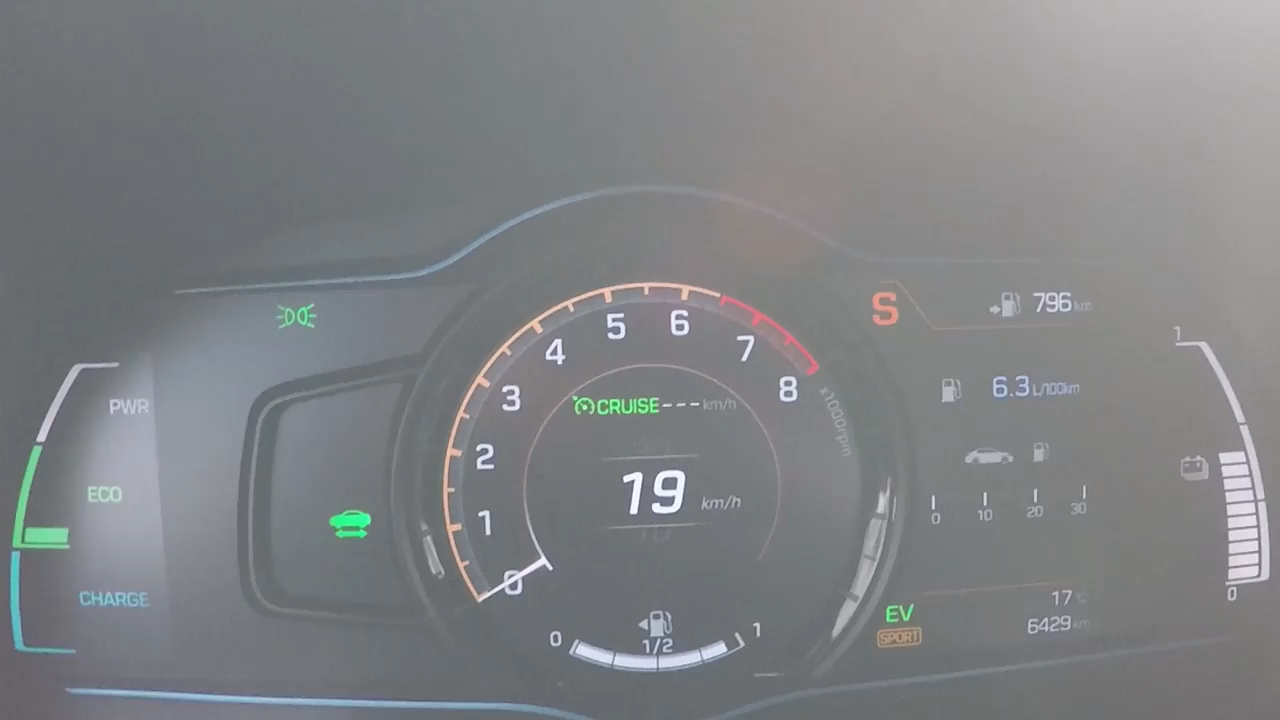 PWR
ECO
CHARGE
0
1
2
3
4
5
6
7
8
x1000rpm
CRUISE --- km/h
19 km/h
0
1/2
1
S
796 km
6.3 L/100km
0
10
20
30
EV
SPORT
17°C
6429 km
1
0